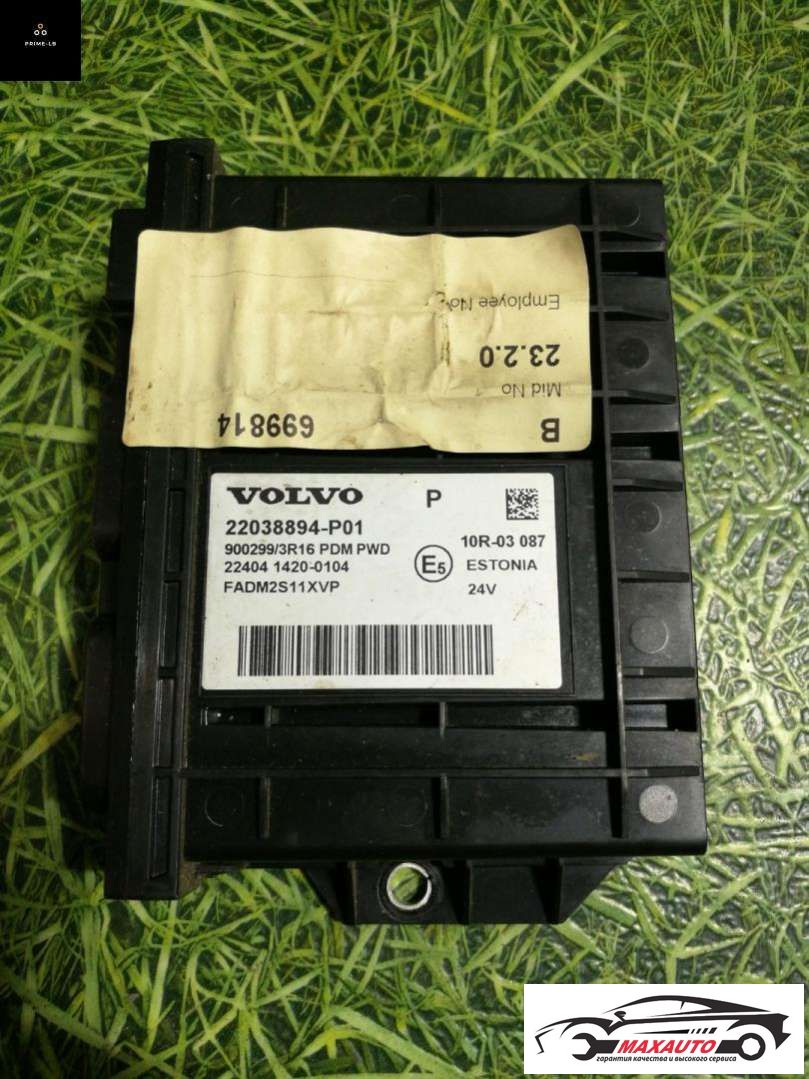 PRIME-LB
Employee No
23.2.0
Mid No
B 699814
VOLVO P
22038894-P01
900299/3R16 PDM PWD
22404 1420-0104
FADM2S11XVP
10R-03 087
E5 ESTONIA
24V
MAXAUTO
гарантия качества и высокого сервиса